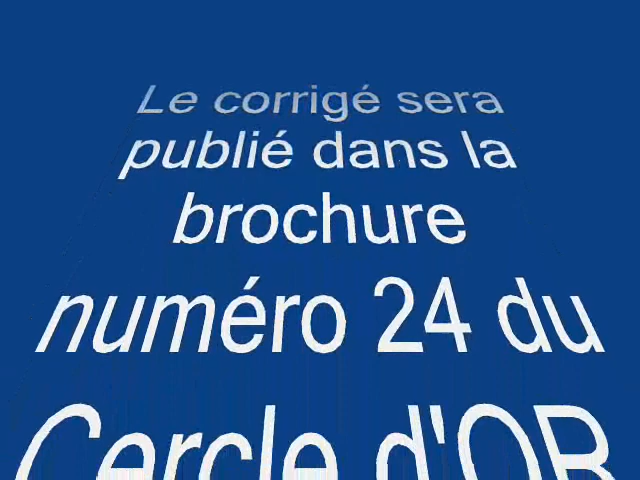 Le corrigé sera
publié dans la
brochure
numéro 24 du
Cercle d'OR